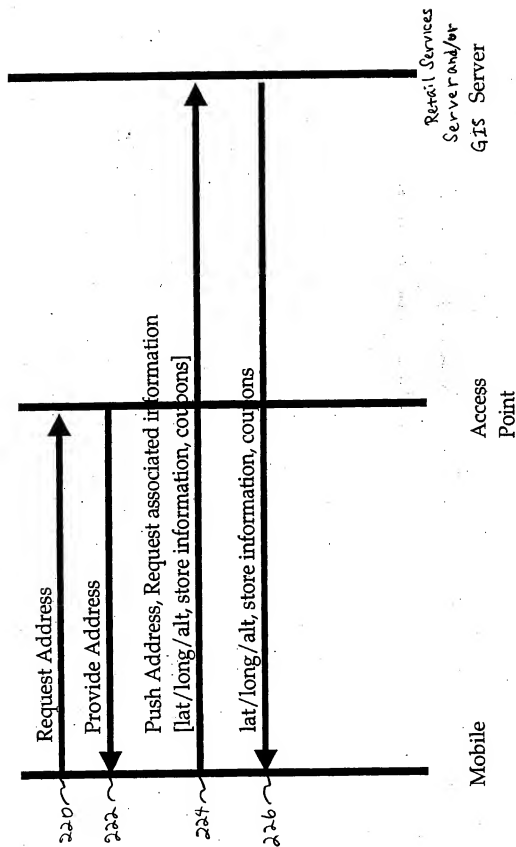 220
Request Address
222
Provide Address
224
Push Address, Request associated information
[lat/long/alt, store information, coupons]
226
lat/long/alt, store information, coupons
Mobile
Access
Point
Retail Services
Server and/or
GIS Server